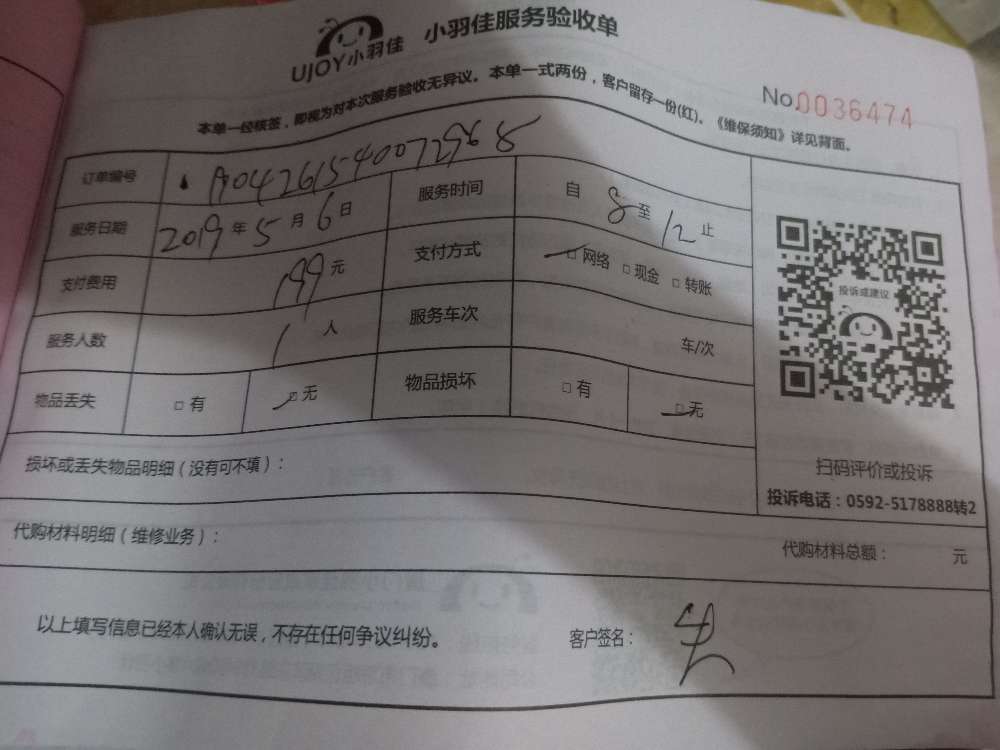 UJOY小羽佳 小羽佳服务验收单
No.0036474
本单一经核签，即视为对本次服务验收无异议。本单一式两份，客户留存一份(红)。《维保须知》详见背面。
订单编号
服务时间 自 8 至 12 止
服务日期 2019 年 5 月 6 日
支付方式 □网络 □现金 □转账
支付费用 199 元
服务车次 车/次
服务人数 1 人
物品损坏 □有 □无
物品丢失 □有 □无
投诉或建议
扫码评价或投诉
投诉电话：0592-5178888转2
损坏或丢失物品明细（没有可不填）：
代购材料明细（维修业务）：
代购材料总额： 元
以上填写信息已经本人确认无误，不存在任何争议纠纷。
客户签名：